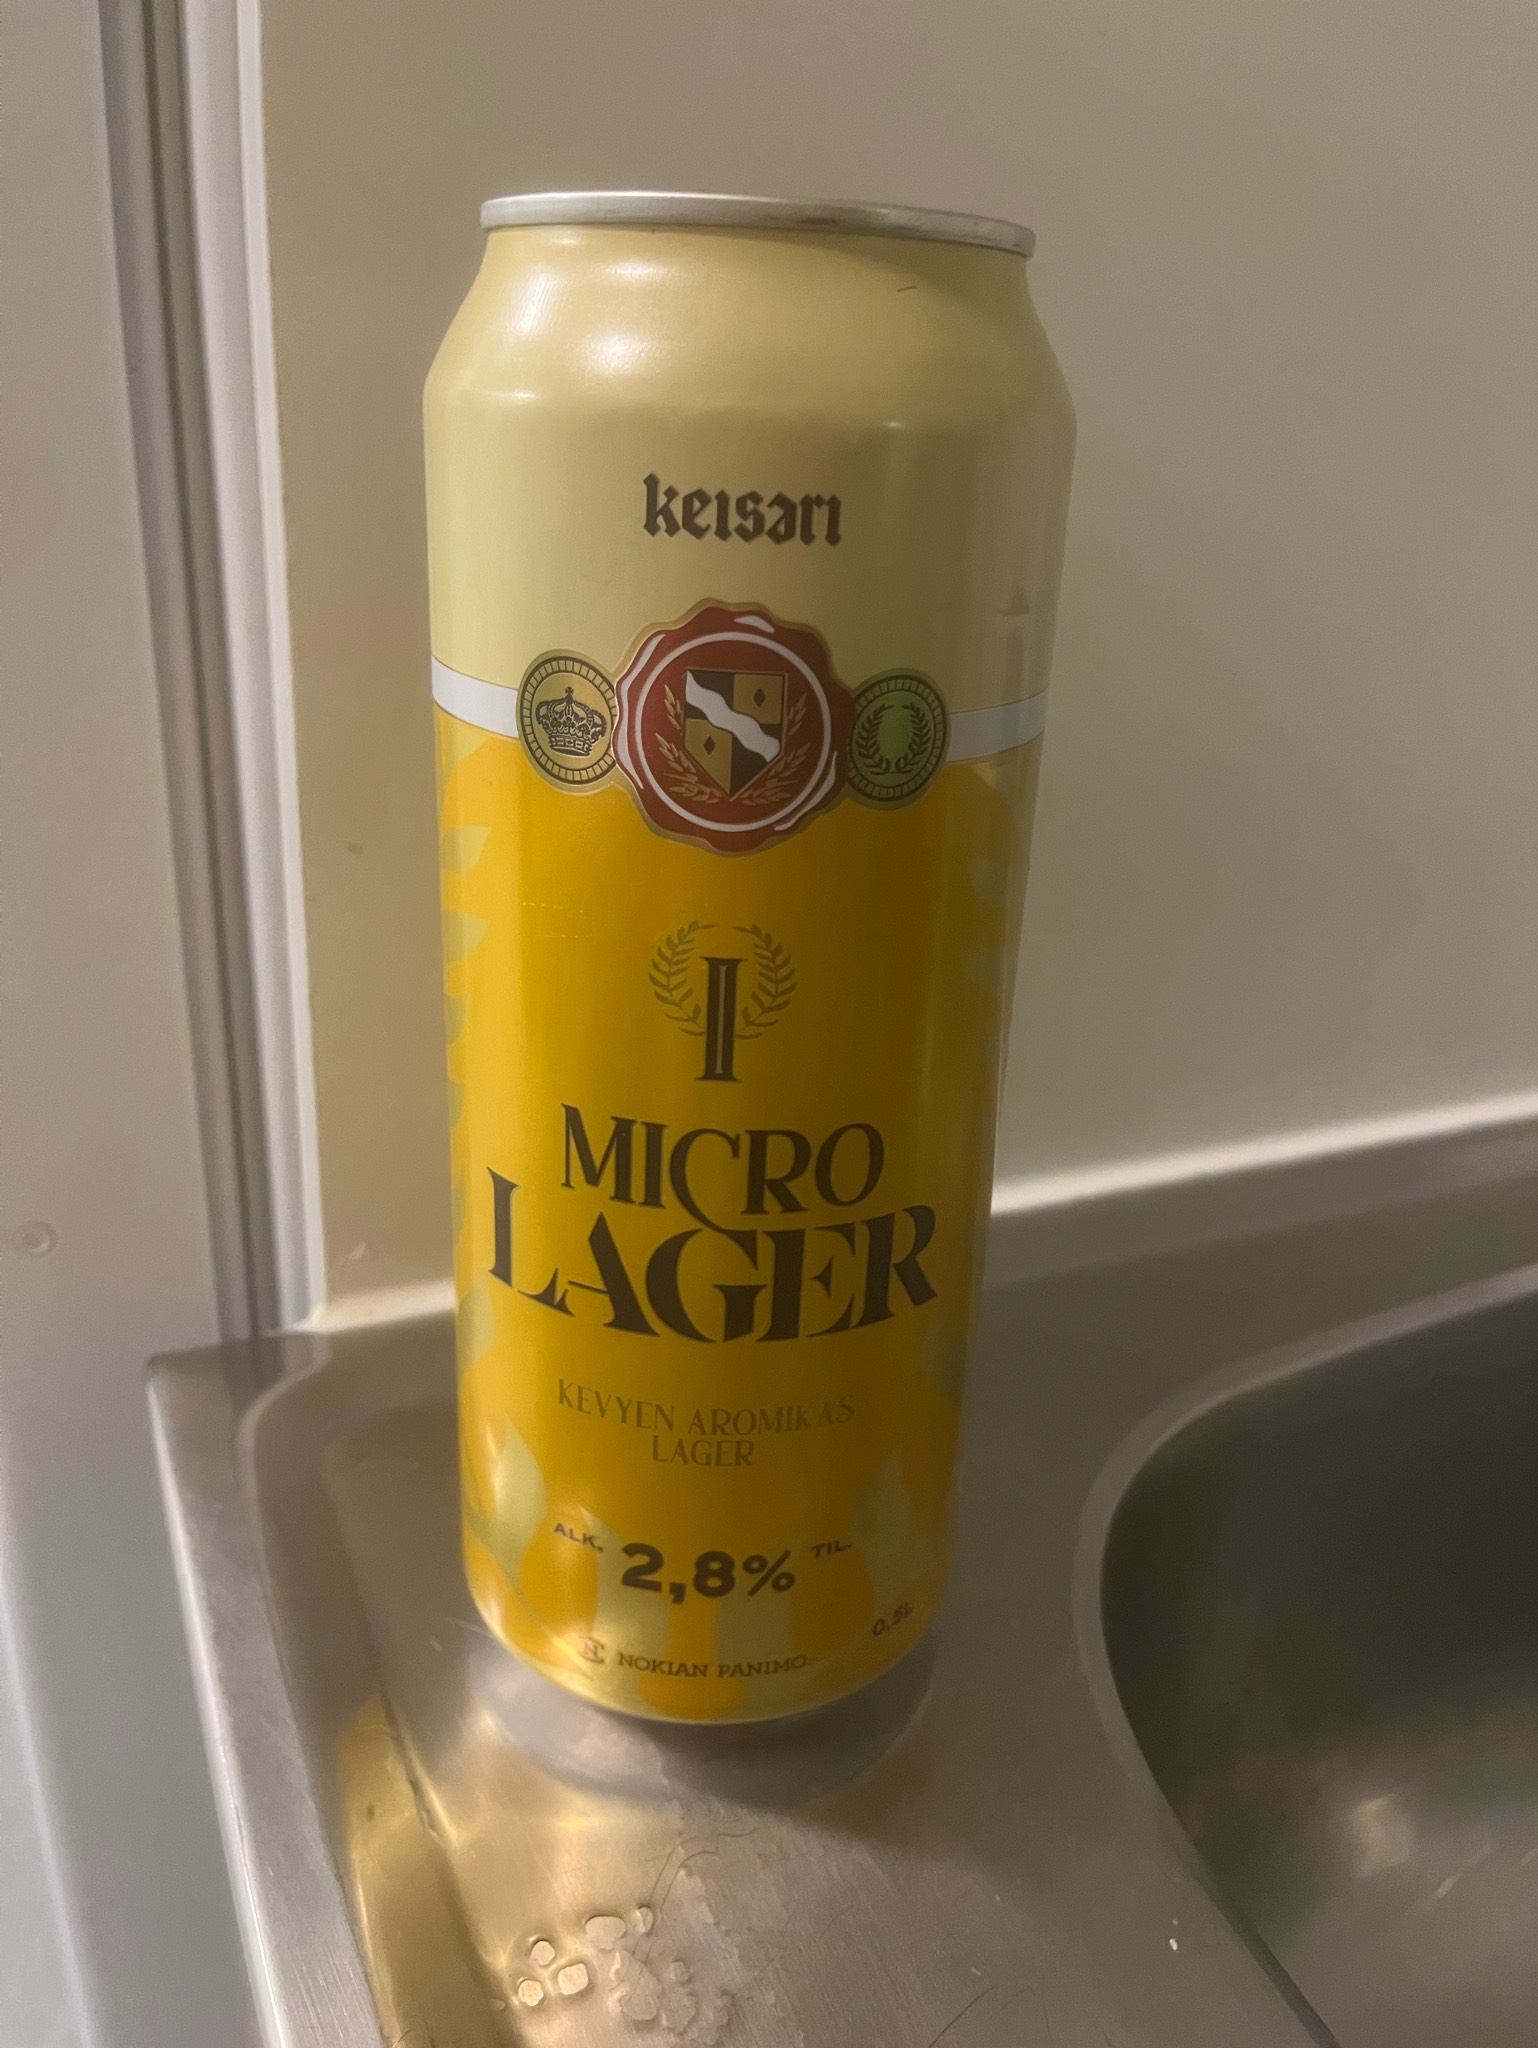 keisari
I
MICRO
LAGER
KEVYEN AROMIKAS
LAGER
ALK. 2,8% TIL.
0,5L
NOKIAN PANIMO